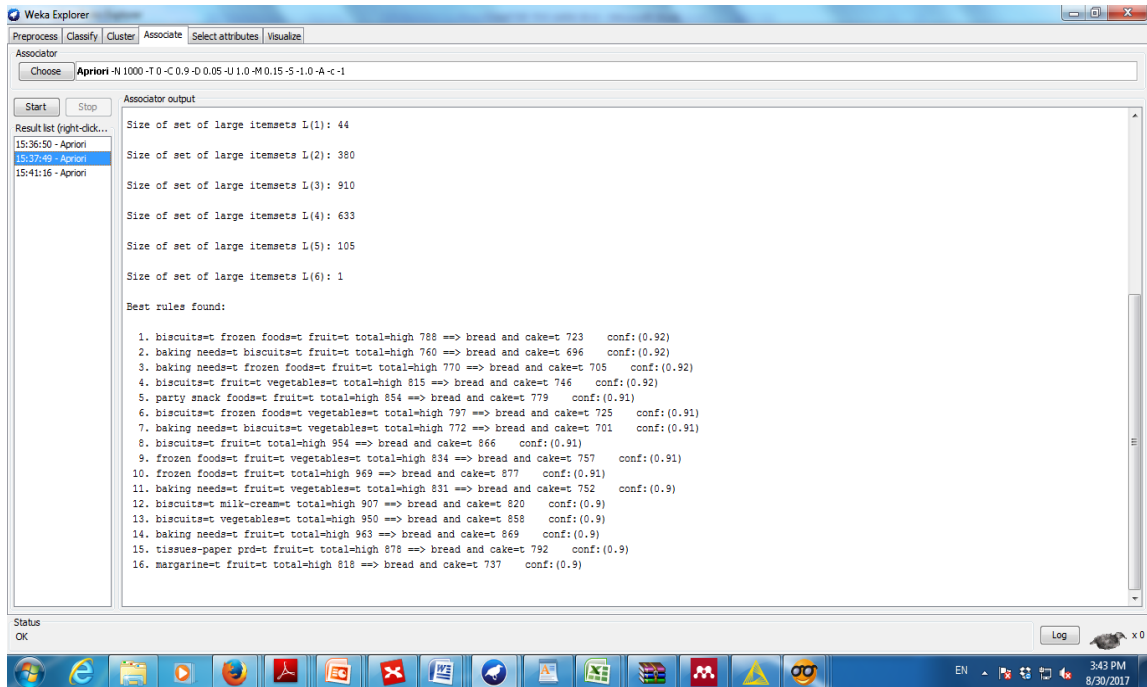 Weka Explorer
Preprocess Classify Cluster Associate Select attributes Visualize
Associator
Choose Apriori -N 1000 -T 0 -C 0.9 -D 0.05 -U 1.0 -M 0.15 -S -1.0 -A -c -1
Start Stop
Result list (right-click...
15:36:50 - Apriori
15:37:49 - Apriori
15:41:16 - Apriori
Associator output
Size of set of large itemsets L(1): 44
Size of set of large itemsets L(2): 380
Size of set of large itemsets L(3): 910
Size of set of large itemsets L(4): 633
Size of set of large itemsets L(5): 105
Size of set of large itemsets L(6): 1
Best rules found:
1. biscuits=t frozen foods=t fruit=t total=high 788 ==> bread and cake=t 723 conf:(0.92)
2. baking needs=t biscuits=t fruit=t total=high 760 ==> bread and cake=t 696 conf:(0.92)
3. baking needs=t frozen foods=t fruit=t total=high 770 ==> bread and cake=t 705 conf:(0.92)
4. biscuits=t fruit=t vegetables=t total=high 815 ==> bread and cake=t 746 conf:(0.92)
5. party snack foods=t fruit=t total=high 854 ==> bread and cake=t 779 conf:(0.91)
6. biscuits=t frozen foods=t vegetables=t total=high 797 ==> bread and cake=t 725 conf:(0.91)
7. baking needs=t biscuits=t vegetables=t total=high 772 ==> bread and cake=t 701 conf:(0.91)
8. biscuits=t fruit=t total=high 954 ==> bread and cake=t 866 conf:(0.91)
9. frozen foods=t fruit=t vegetables=t total=high 834 ==> bread and cake=t 757 conf:(0.91)
10. frozen foods=t fruit=t total=high 969 ==> bread and cake=t 877 conf:(0.91)
11. baking needs=t fruit=t vegetables=t total=high 831 ==> bread and cake=t 752 conf:(0.9)
12. biscuits=t milk-cream=t total=high 907 ==> bread and cake=t 820 conf:(0.9)
13. biscuits=t vegetables=t total=high 950 ==> bread and cake=t 858 conf:(0.9)
14. baking needs=t fruit=t total=high 963 ==> bread and cake=t 869 conf:(0.9)
15. tissues-paper prd=t fruit=t total=high 878 ==> bread and cake=t 792 conf:(0.9)
16. margarine=t fruit=t total=high 818 ==> bread and cake=t 737 conf:(0.9)
Status
OK
Log x 0
EN 3:43 PM
8/30/2017